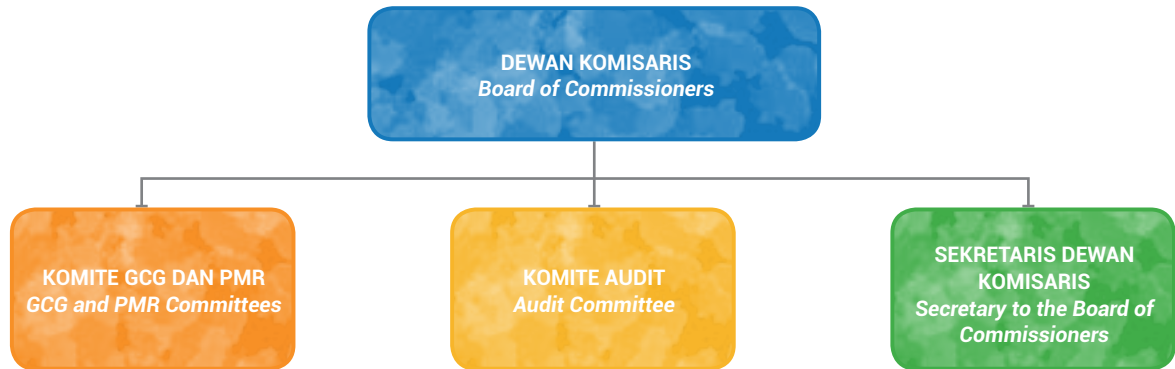 DEWAN KOMISARIS
Board of Commissioners
KOMITE GCG DAN PMR
GCG and PMR Committees
KOMITE AUDIT
Audit Committee
SEKRETARIS DEWAN
KOMISARIS
Secretary to the Board of
Commissioners